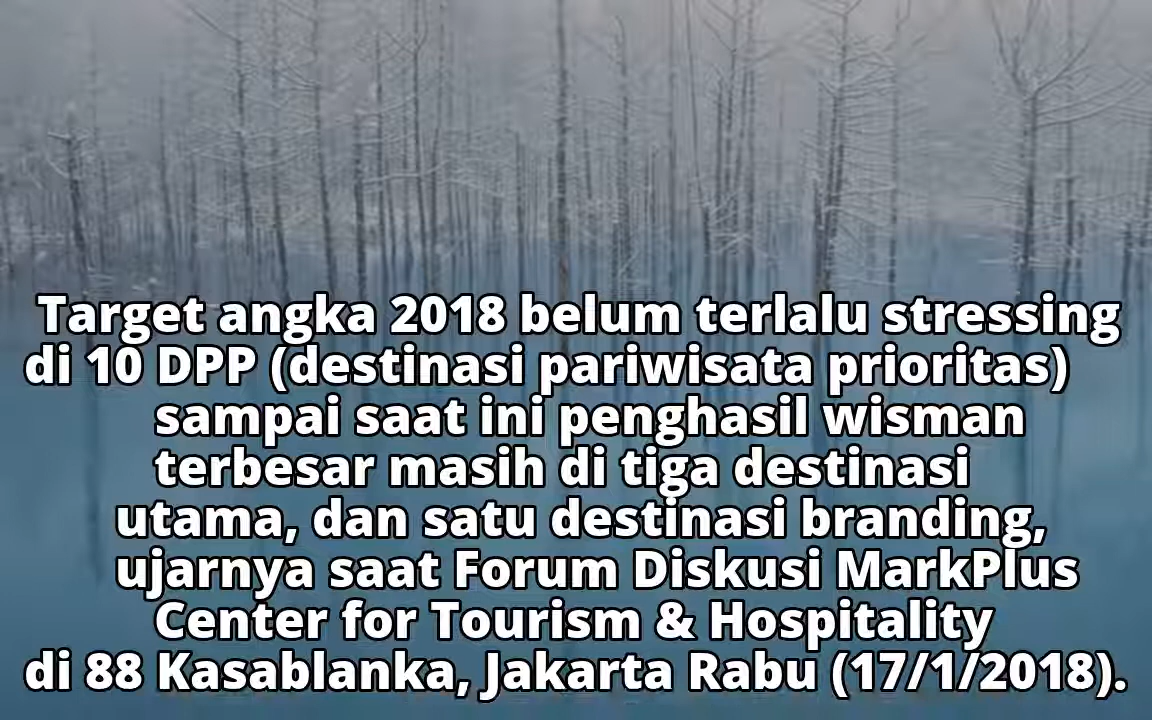 Target angka 2018 belum terlalu stressing
di 10 DPP (destinasi pariwisata prioritas)
sampai saat ini penghasil wisman
terbesar masih di tiga destinasi
utama, dan satu destinasi branding,
ujarnya saat Forum Diskusi MarkPlus
Center for Tourism & Hospitality
di 88 Kasablanka, Jakarta Rabu (17/1/2018).